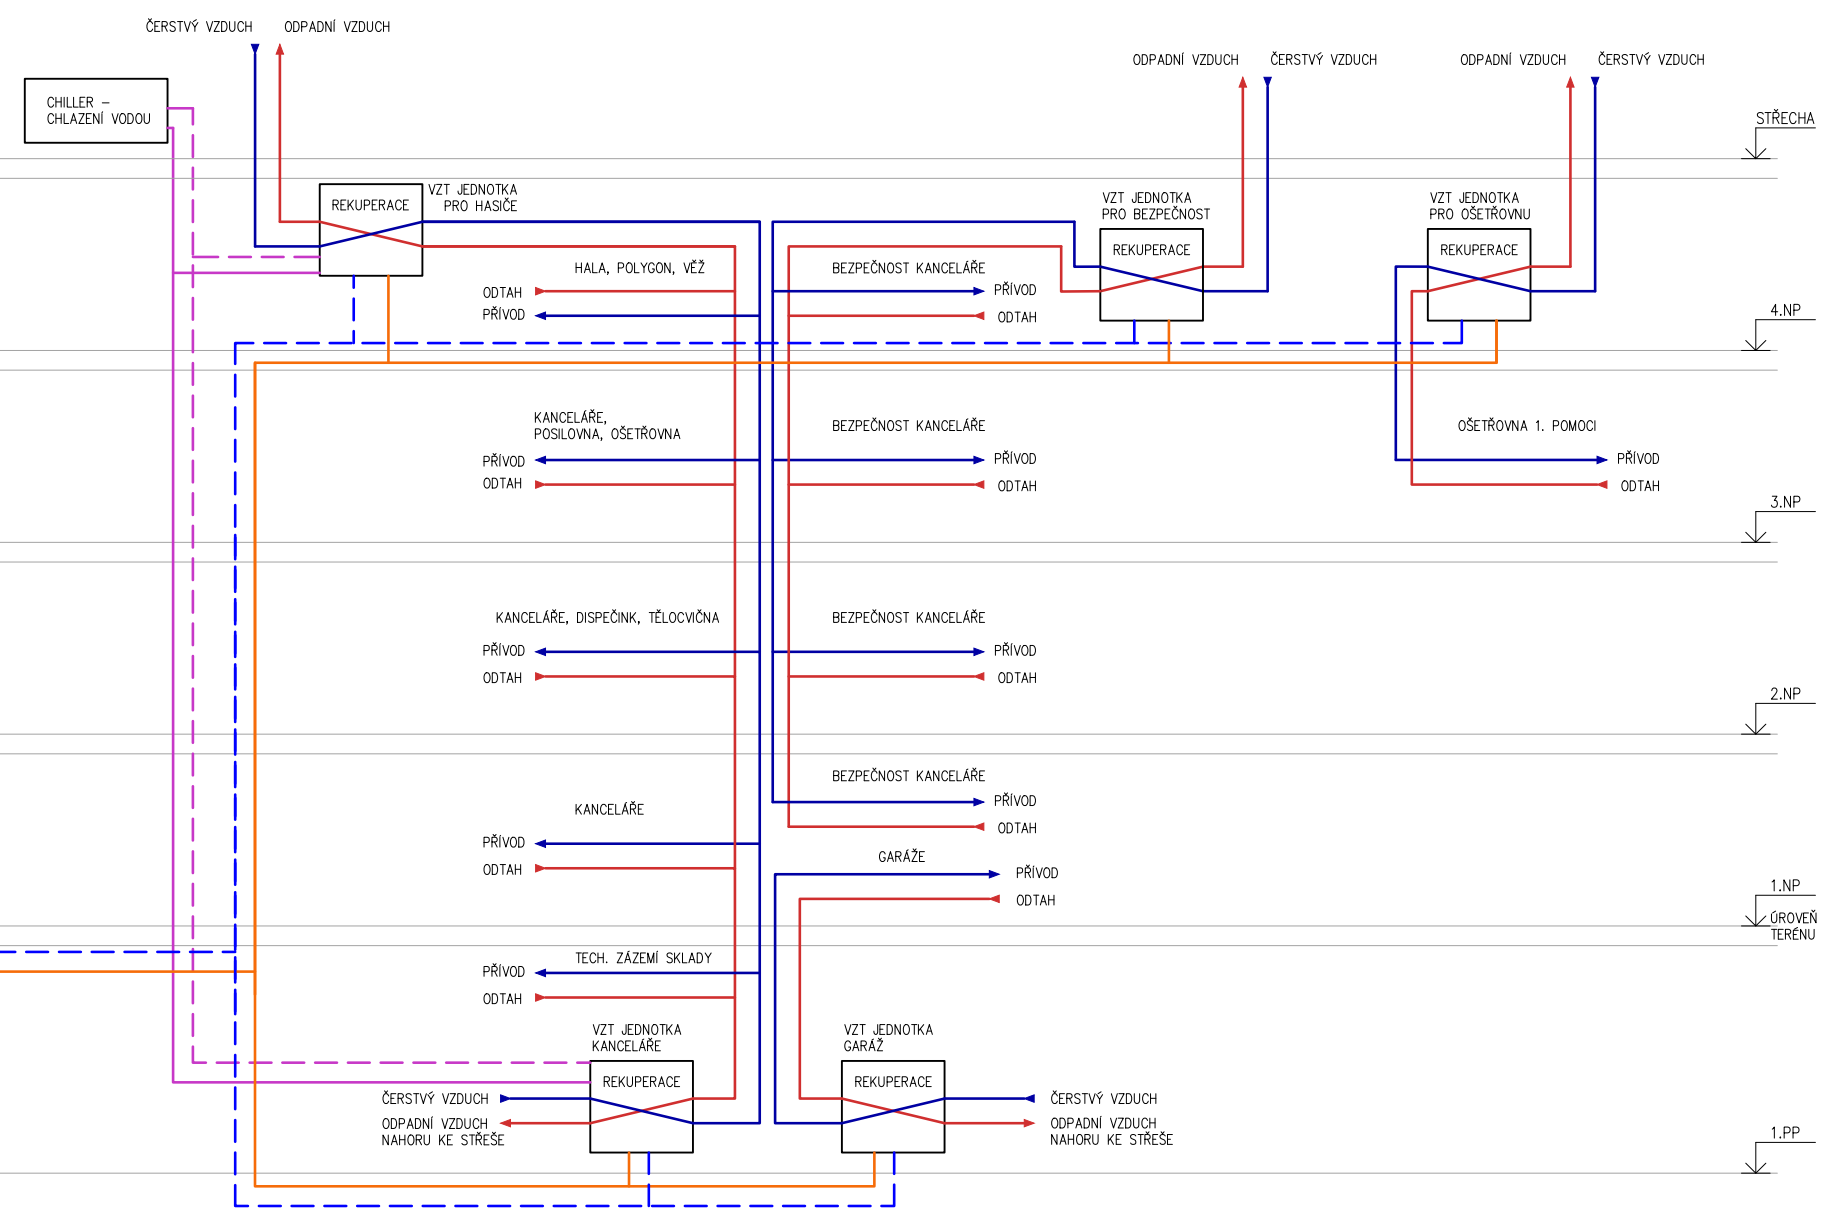 ČERSTVÝ VZDUCH
ODPADNÍ VZDUCH
ODPADNÍ VZDUCH
ČERSTVÝ VZDUCH
ODPADNÍ VZDUCH
ČERSTVÝ VZDUCH
CHILLER –
CHLAZENÍ VODOU
STŘECHA
REKUPERACE
VZT JEDNOTKA
PRO HASIČE
VZT JEDNOTKA
PRO BEZPEČNOST
REKUPERACE
VZT JEDNOTKA
PRO OŠETŘOVNU
REKUPERACE
HALA, POLYGON, VĚŽ
ODTAH
PŘÍVOD
BEZPEČNOST KANCELÁŘE
PŘÍVOD
ODTAH
4.NP
KANCELÁŘE,
POSILOVNA, OŠETŘOVNA
PŘÍVOD
ODTAH
BEZPEČNOST KANCELÁŘE
PŘÍVOD
ODTAH
OŠETŘOVNA 1. POMOCI
PŘÍVOD
ODTAH
3.NP
KANCELÁŘE, DISPEČINK, TĚLOCVIČNA
PŘÍVOD
ODTAH
BEZPEČNOST KANCELÁŘE
PŘÍVOD
ODTAH
2.NP
KANCELÁŘE
PŘÍVOD
ODTAH
BEZPEČNOST KANCELÁŘE
PŘÍVOD
ODTAH
GARÁŽE
PŘÍVOD
ODTAH
1.NP
ÚROVEŇ
TERÉNU
TECH. ZÁZEMÍ SKLADY
PŘÍVOD
ODTAH
VZT JEDNOTKA
KANCELÁŘE
REKUPERACE
ČERSTVÝ VZDUCH
ODPADNÍ VZDUCH
NAHORU KE STŘEŠE
VZT JEDNOTKA
GARÁŽ
REKUPERACE
ČERSTVÝ VZDUCH
ODPADNÍ VZDUCH
NAHORU KE STŘEŠE
1.PP